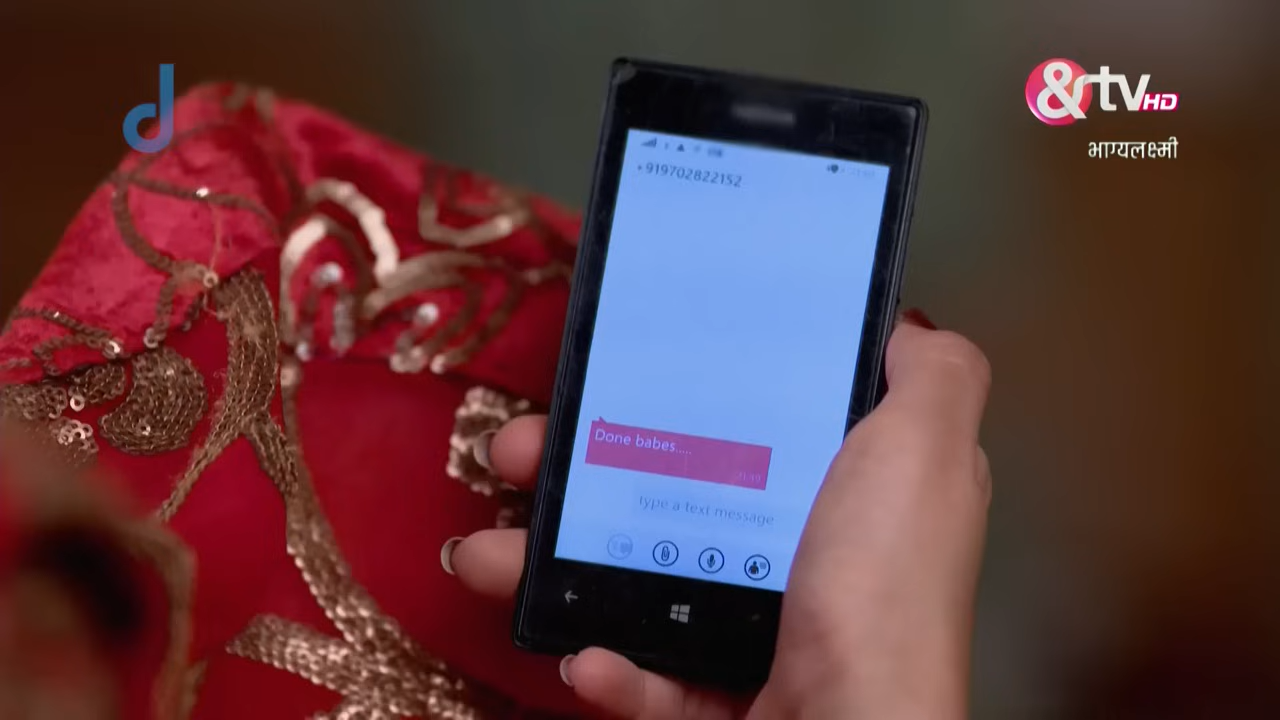 &tv HD
भाग्यलक्ष्मी
+919702822152
Done babes.....
type a text message